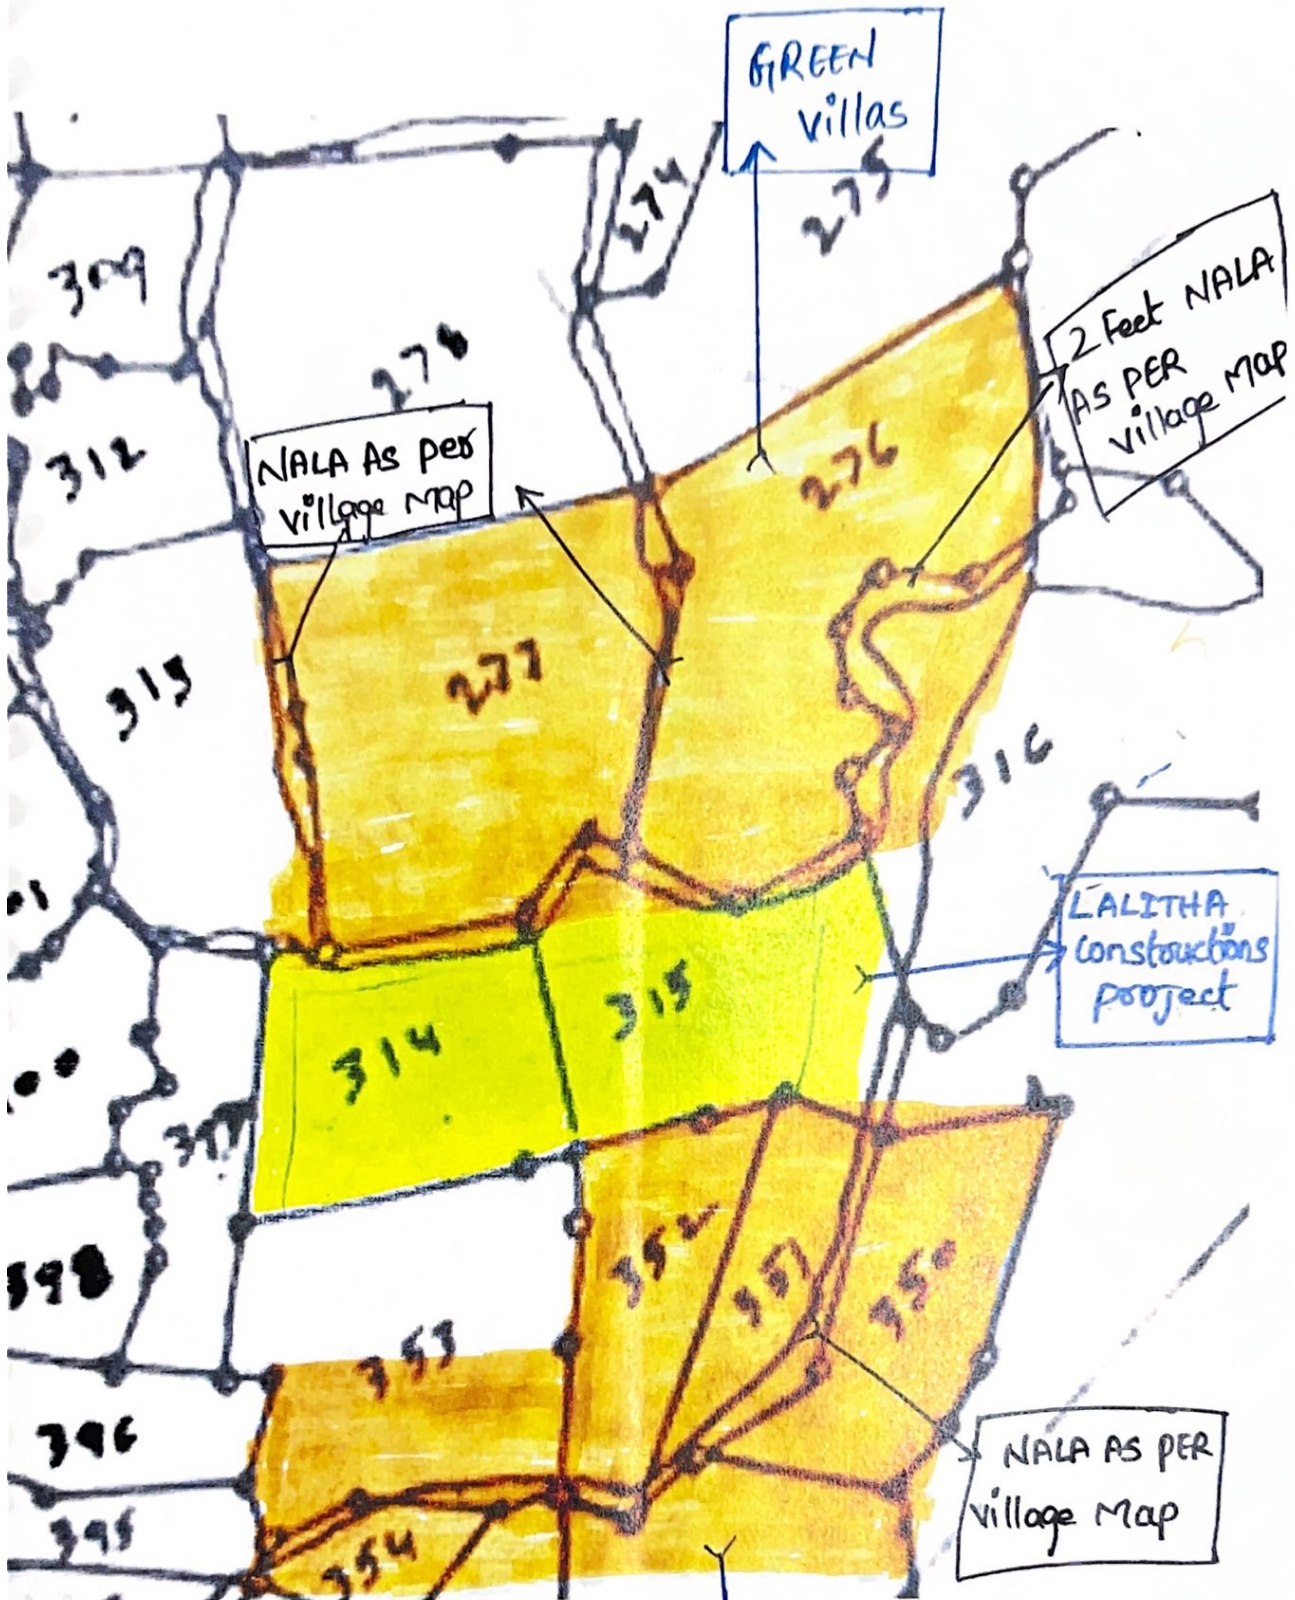 GREEN
villas
274
275
309
2 Feet NALA
AS PER
village Map
278
312
NALA AS per
village Map
276
277
313
316
LALITHA
constructions
project
315
314
352
351
350
398
353
396
NALA AS PER
village Map
395
354